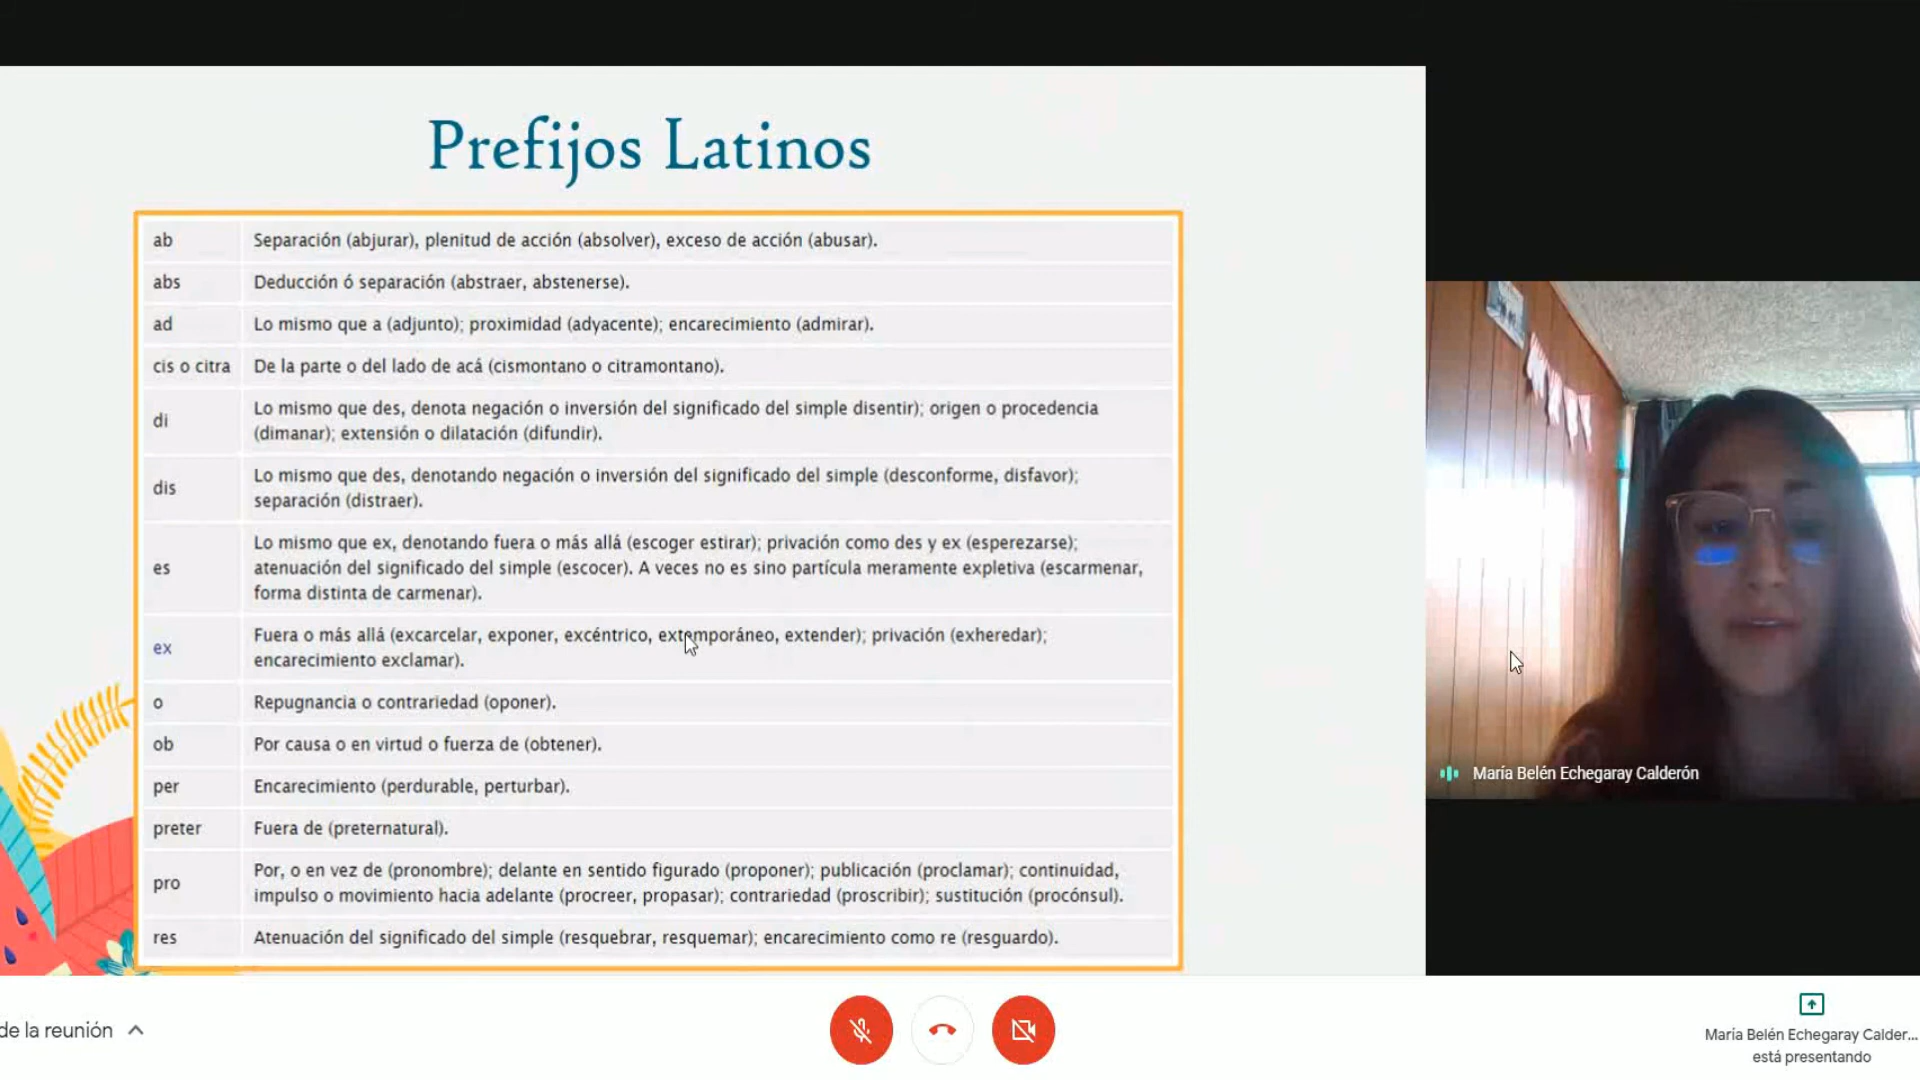 Prefijos Latinos
ab Separación (abjurar), plenitud de acción (absolver), exceso de acción (abusar).
abs Deducción ó separación (abstraer, abstenerse).
ad Lo mismo que a (adjunto); proximidad (adyacente); encarecimiento (admirar).
cis o citra De la parte o del lado de acá (cismontano o citramontano).
di Lo mismo que des, denota negación o inversión del significado del simple disentir); origen o procedencia
(dimanar); extensión o dilatación (difundir).
dis Lo mismo que des, denotando negación o inversión del significado del simple (desconforme, disfavor);
separación (distraer).
es Lo mismo que ex, denotando fuera o más allá (escoger estirar); privación como des y ex (esperezarse);
atenuación del significado del simple (escocer). A veces no es sino partícula meramente expletiva (escarmenar,
forma distinta de carmenar).
ex Fuera o más allá (excarcelar, exponer, excéntrico, extemporáneo, extender); privación (exheredar);
encarecimiento exclamar).
o Repugnancia o contrariedad (oponer).
ob Por causa o en virtud o fuerza de (obtener).
per Encarecimiento (perdurable, perturbar).
preter Fuera de (preternatural).
pro Por, o en vez de (pronombre); delante en sentido figurado (proponer); publicación (proclamar); continuidad,
impulso o movimiento hacia adelante (procreer, propasar); contrariedad (proscribir); sustitución (procónsul).
res Atenuación del significado del simple (resquebrar, resquemar); encarecimiento como re (resguardo).
María Belén Echegaray Calderón
de la reunión
María Belén Echegaray Calder...
está presentando